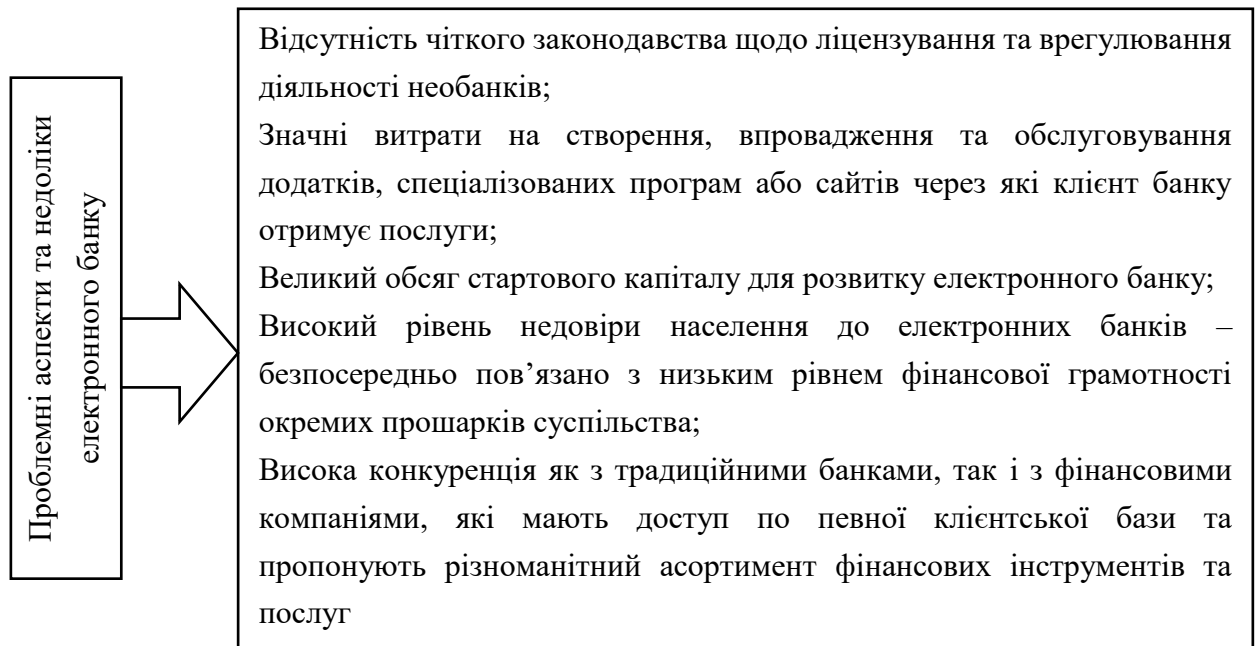 Проблемні аспекти та недоліки
електронного банку
Відсутність чіткого законодавства щодо ліцензування та врегулювання
діяльності необанків;
Значні витрати на створення, впровадження та обслуговування
додатків, спеціалізованих програм або сайтів через які клієнт банку
отримує послуги;
Великий обсяг стартового капіталу для розвитку електронного банку;
Високий рівень недовіри населення до електронних банків –
безпосередньо пов’язано з низьким рівнем фінансової грамотності
окремих прошарків суспільства;
Висока конкуренція як з традиційними банками, так і з фінансовими
компаніями, які мають доступ по певної клієнтської бази та
пропонують різноманітний асортимент фінансових інструментів та
послуг